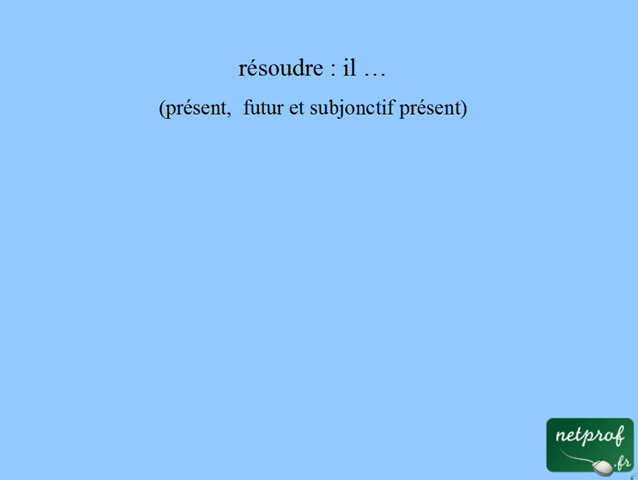 résoudre : il …
(présent, futur et subjonctif présent)
netprof
.fr